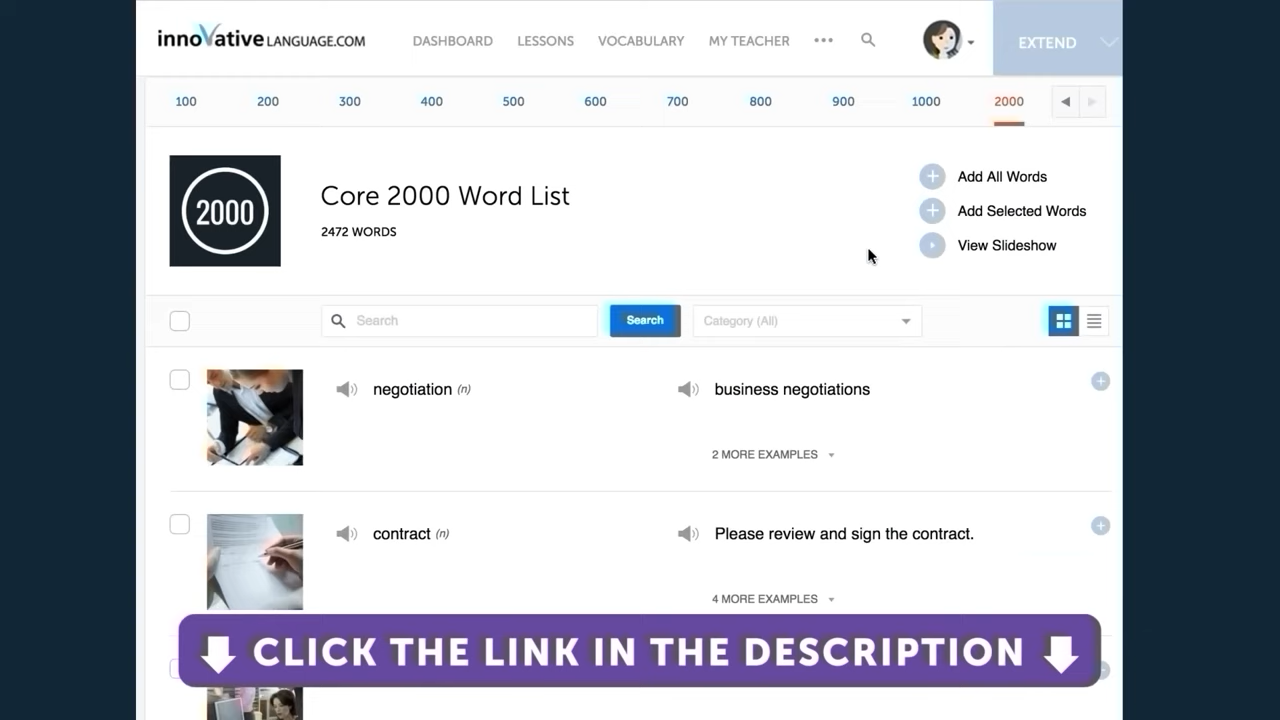 innovative LANGUAGE.COM
DASHBOARD LESSONS VOCABULARY MY TEACHER ••• EXTEND
100 200 300 400 500 600 700 800 900 1000 2000
2000
Core 2000 Word List
2472 WORDS
Add All Words
Add Selected Words
View Slideshow
Search Search Category (All)
negotiation (n) business negotiations
2 MORE EXAMPLES
contract (n) Please review and sign the contract.
4 MORE EXAMPLES
CLICK THE LINK IN THE DESCRIPTION